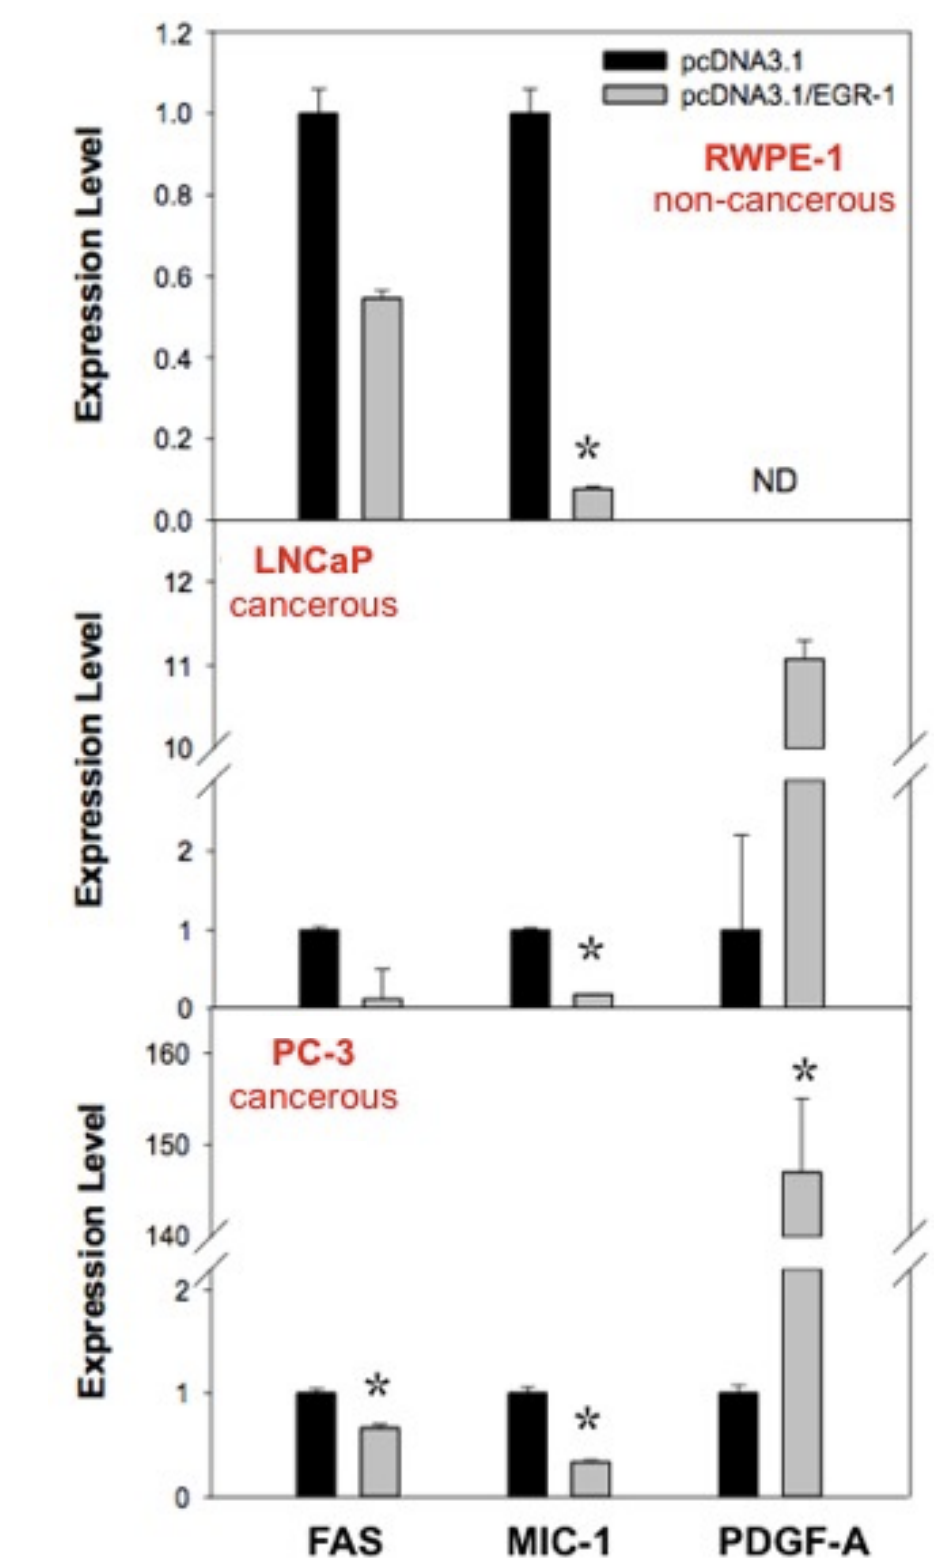 1.2
pcDNA3.1
pcDNA3.1/EGR-1
1.0
RWPE-1
non-cancerous
0.8
0.6
0.4
0.2
*
ND
0.0
Expression Level
LNCaP
cancerous
12
11
10
2
1
*
0
Expression Level
PC-3
cancerous
160
*
150
140
2
*
1
*
0
Expression Level
FAS MIC-1 PDGF-A